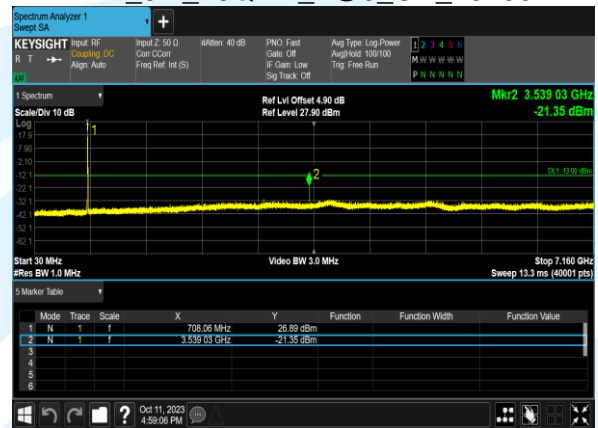 Spectrum Analyzer 1
Swept SA
+
KEYSIGHT Input: RF Input Z: 50 Ω #Atten: 40 dB PNO: Fast Avg Type: Log-Power 1 2 3 4 5 6
R T Coupling: DC Corr CCorr Gate: Off Avg|Hold: 100/100 M W W W W W
Align: Auto Freq Ref: Int (S) IF Gain: Low Trig: Free Run P N N N N N
Sig Track: Off
1 Spectrum Ref Lvl Offset 4.90 dB Mkr2 3.539 03 GHz
Scale/Div 10 dB Ref Level 27.90 dBm -21.35 dBm
Log
17.9 1
7.90
-2.10
-12.1 2 DL1 -13.00 dBm
-22.1
-32.1
-42.1
-52.1
-62.1
Start 30 MHz Video BW 3.0 MHz Stop 7.160 GHz
#Res BW 1.0 MHz Sweep 13.3 ms (40001 pts)
5 Marker Table
Mode Trace Scale X Y Function Function Width Function Value
1 N 1 f 708.06 MHz 26.89 dBm
2 N 1 f 3.539 03 GHz -21.35 dBm
3
4
5
6
? Oct 11, 2023
4:59:06 PM